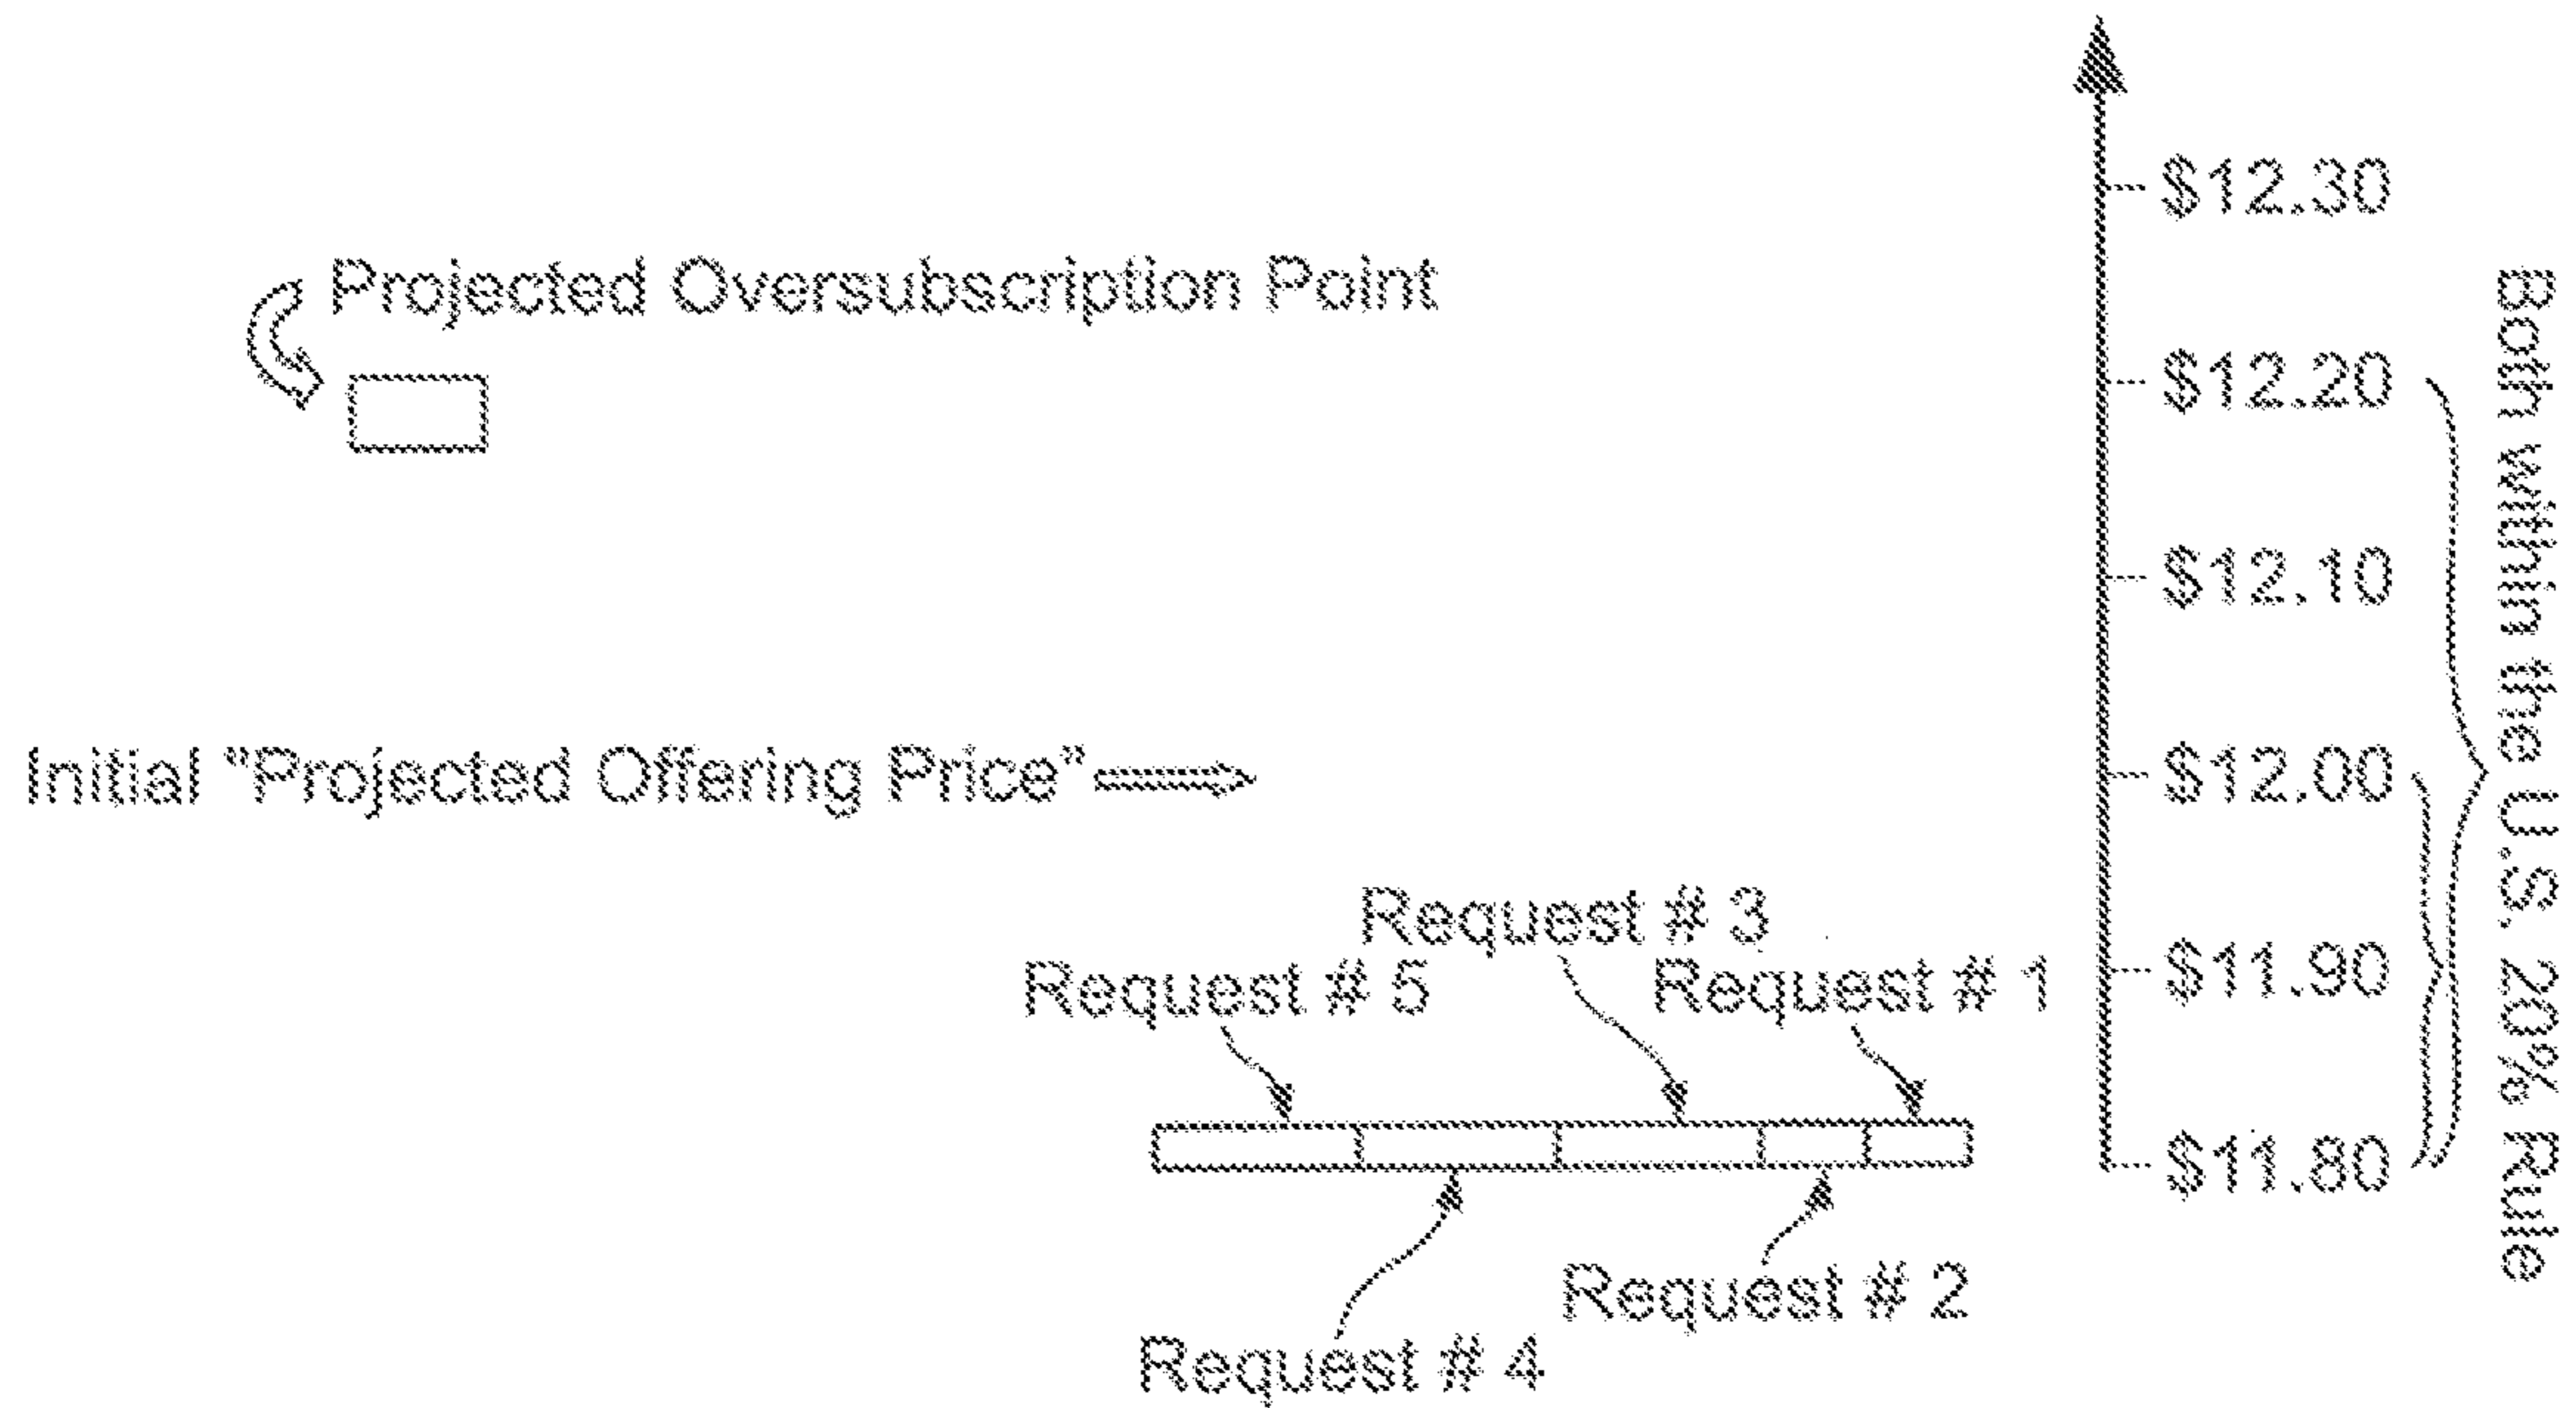 $12.30
Projected Oversubscription Point
$12.20
$12.10
Initial "Projected Offering Price"
$12.00
Request # 3
Request # 5
Request # 1
$11.90
$11.80
Request # 2
Request # 4
Both within the U.S. 20% Rule